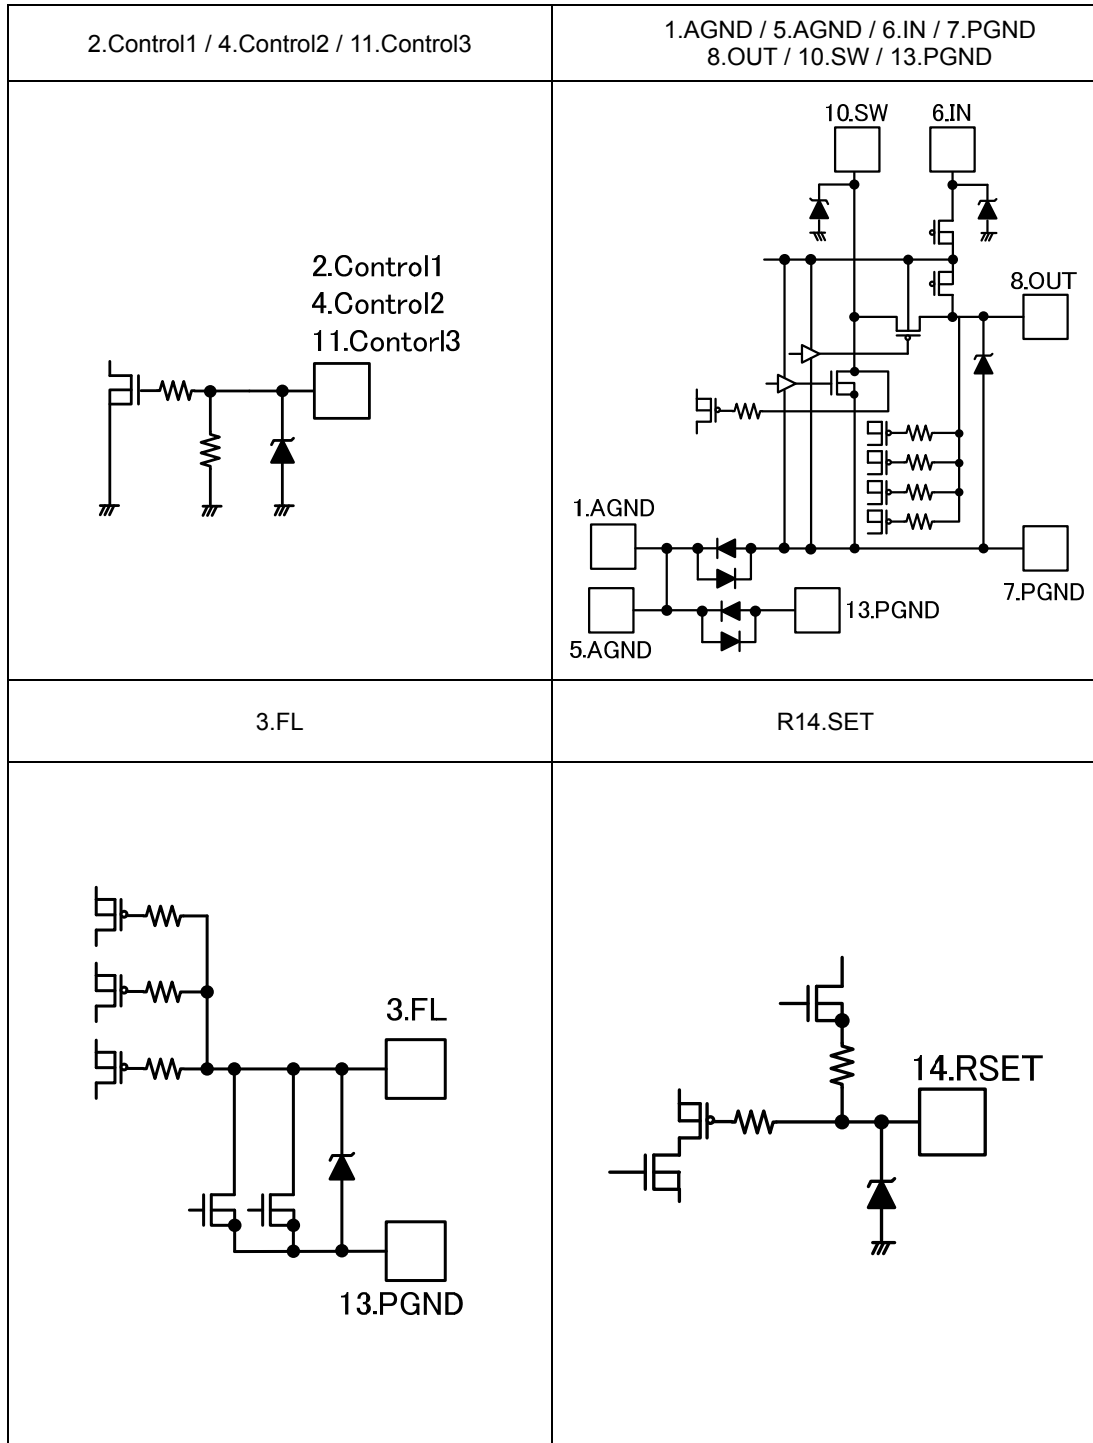 2.Control1 / 4.Control2 / 11.Control3
1.AGND / 5.AGND / 6.IN / 7.PGND
8.OUT / 10.SW / 13.PGND
2.Control1
4.Control2
11.Contorl3
10.SW
6.IN
8.OUT
1.AGND
7.PGND
13.PGND
5.AGND
3.FL
R14.SET
3.FL
13.PGND
14.RSET